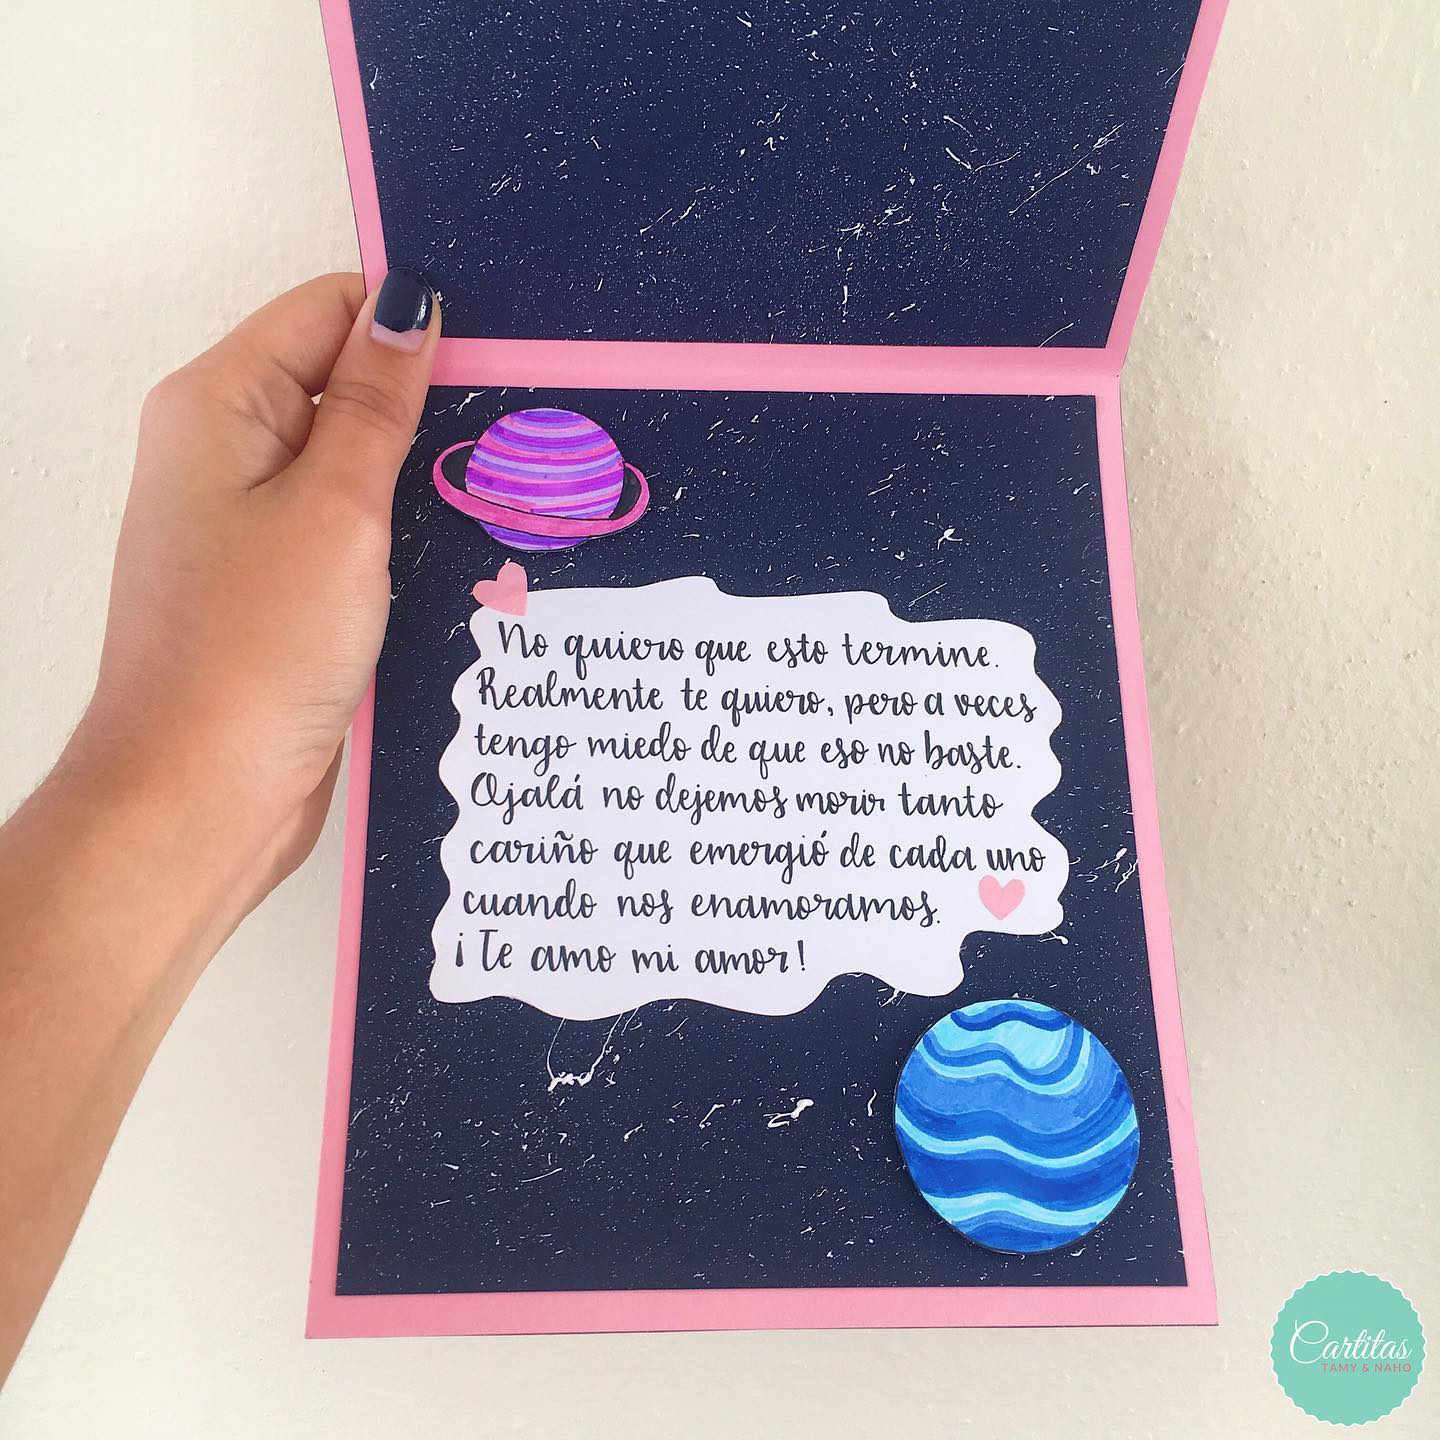 No quiero que esto termine.
Realmente te quiero, pero a veces
tengo miedo de que eso no baste.
Ojalá no dejemos morir tanto
cariño que emergió de cada uno
cuando nos enamoramos.
¡Te amo mi amor!
Cartitas
TAMY & NAHO